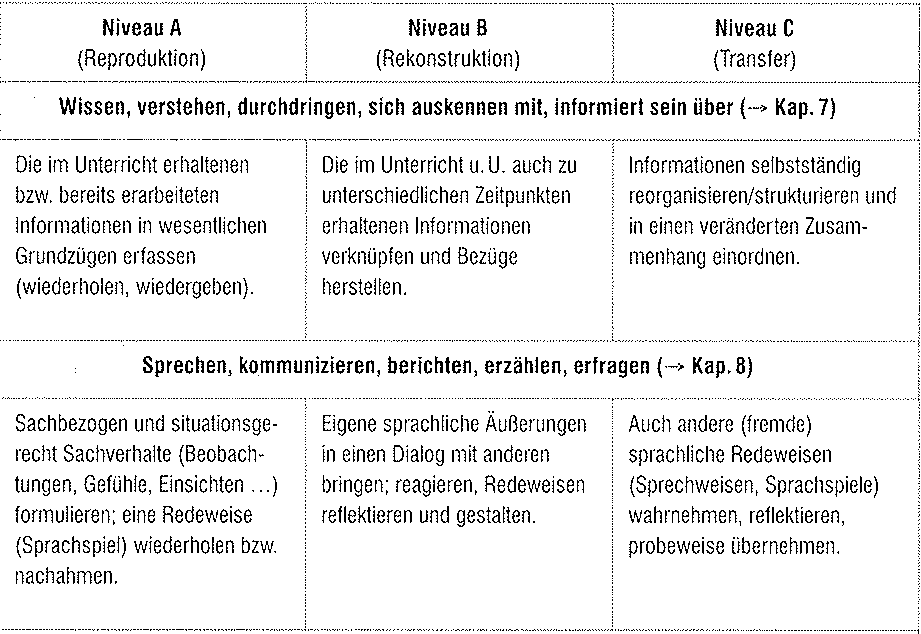 Niveau A
(Reproduktion)
Niveau B
(Rekonstruktion)
Niveau C
(Transfer)
Wissen, verstehen, durchdringen, sich auskennen mit, informiert sein über (→ Kap. 7)
Die im Unterricht erhaltenen
bzw. bereits erarbeiteten
Informationen in wesentlichen
Grundzügen erfassen
(wiederholen, wiedergeben).
Die im Unterricht u. U. auch zu
unterschiedlichen Zeitpunkten
erhaltenen Informationen
verknüpfen und Bezüge
herstellen.
Informationen selbstständig
reorganisieren/strukturieren und
in einen veränderten Zusam-
menhang einordnen.
Sprechen, kommunizieren, berichten, erzählen, erfragen (→ Kap. 8)
Sachbezogen und situationsge-
recht Sachverhalte (Beobach-
tungen, Gefühle, Einsichten ...)
formulieren; eine Redeweise
(Sprachspiel) wiederholen bzw.
nachahmen.
Eigene sprachliche Äußerungen
in einen Dialog mit anderen
bringen; reagieren, Redeweisen
reflektieren und gestalten.
Auch andere (fremde)
sprachliche Redeweisen
(Sprechweisen, Sprachspiele)
wahrnehmen, reflektieren,
probeweise übernehmen.